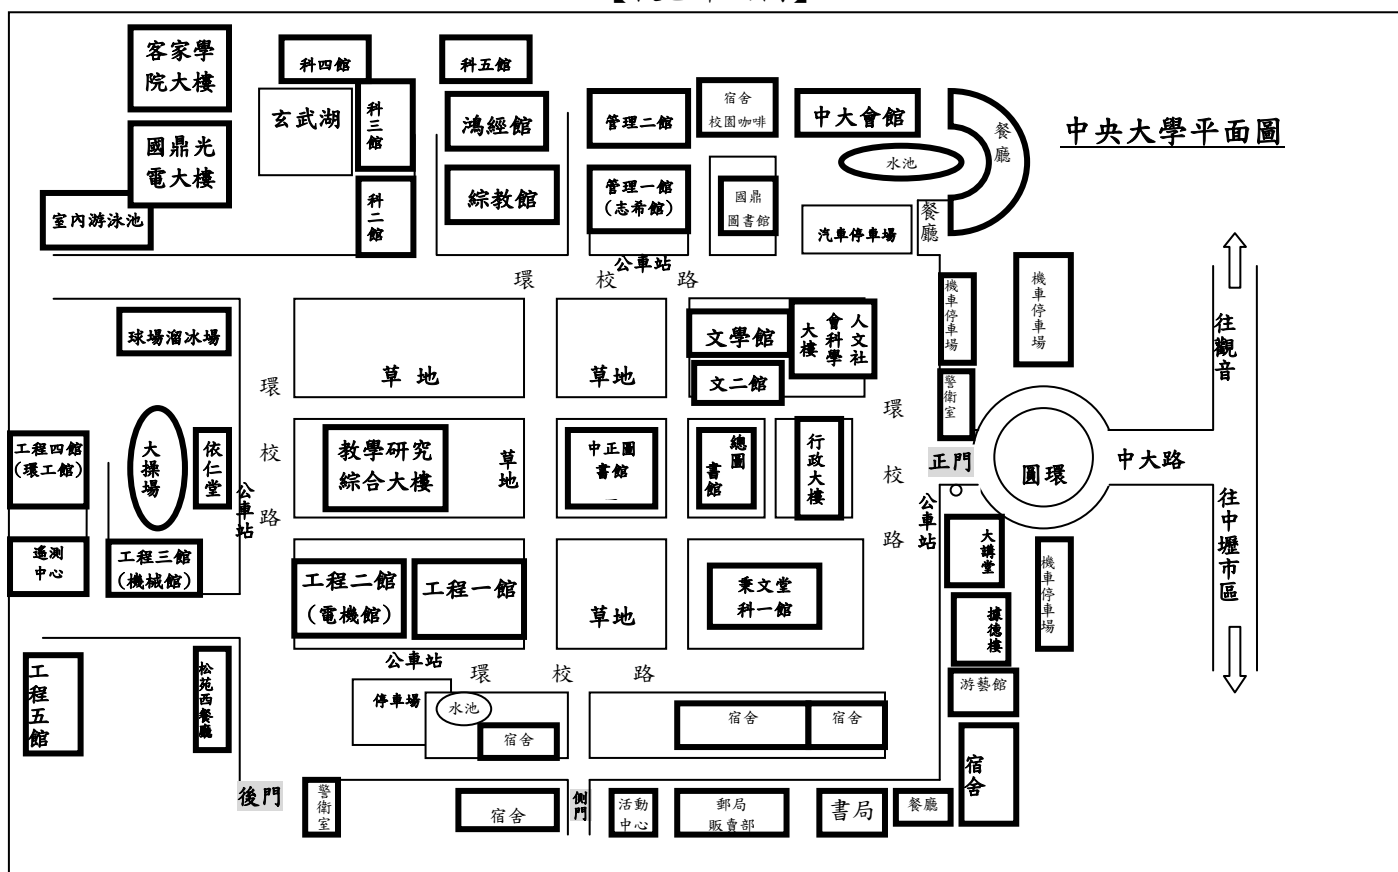 中央大學平面圖
客家學
院大樓
國鼎光
電大樓
室內游泳池
科四館
玄武湖
科三館
科二館
科五館
鴻經館
綜教館
管理二館
管理一館
(志希館)
公車站
宿舍
校園咖啡
國鼎
圖書館
中大會館
水池
餐廳
餐廳
汽車停車場
環校路
機車停車場
機車停車場
往觀音
球場溜冰場
草地
草地
文學館
文二館
人文社
會科學
大樓
警衛室
環校路
環校路
工程四館
(環工館)
大操場
依仁堂
公車站
教學研究
綜合大樓
草地
中正圖
書館
總圖
書館
行政大樓
正門
圓環
中大路
公車站
往中壢市區
遙測
中心
工程三館
(機械館)
工程二館
(電機館)
工程一館
草地
秉文堂
科一館
大講堂
機車停車場
據德樓
公車站
環校路
工程五館
松苑西餐廳
停車場
水池
宿舍
宿舍
宿舍
游藝館
宿舍
後門
警衛室
宿舍
側門
活動
中心
郵局
販賣部
書局
餐廳